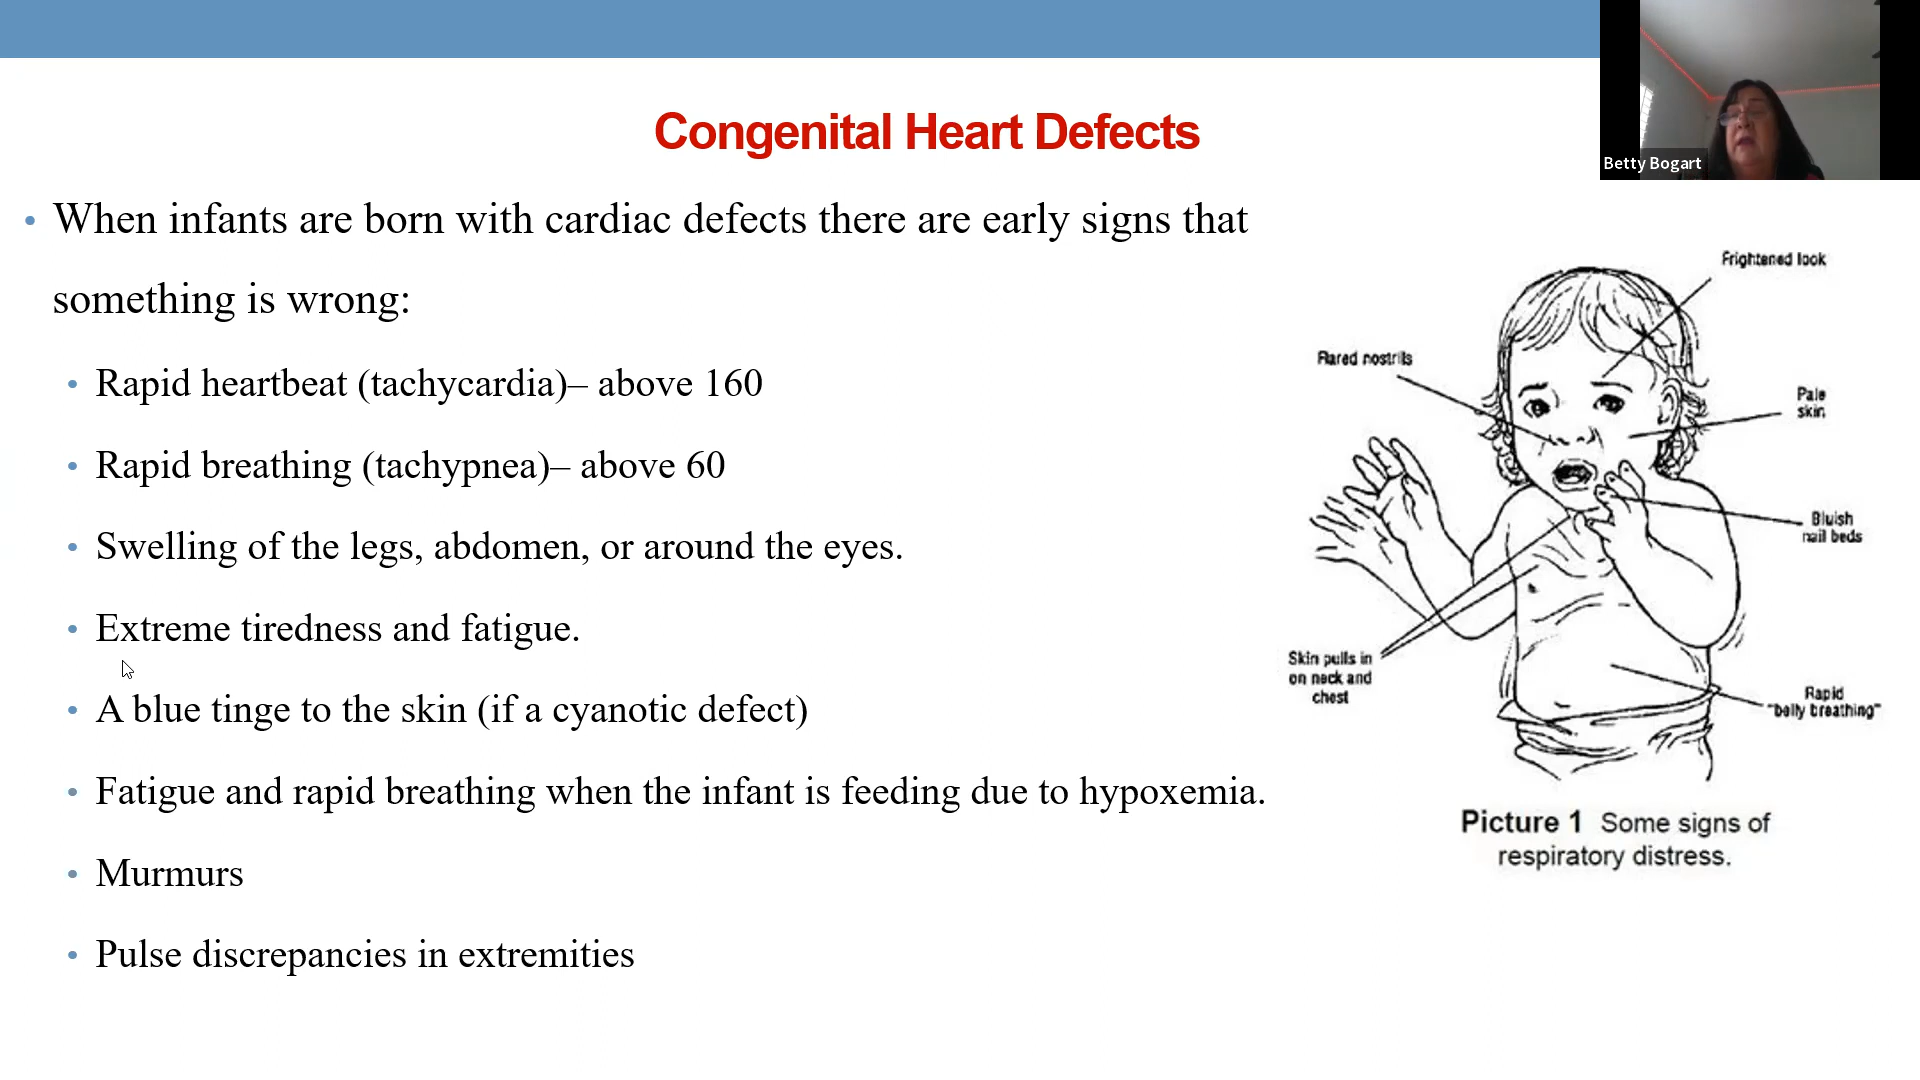 Congenital Heart Defects
Betty Bogart
• When infants are born with cardiac defects there are early signs that
something is wrong:
• Rapid heartbeat (tachycardia)– above 160
• Rapid breathing (tachypnea)– above 60
• Swelling of the legs, abdomen, or around the eyes.
• Extreme tiredness and fatigue.
• A blue tinge to the skin (if a cyanotic defect)
• Fatigue and rapid breathing when the infant is feeding due to hypoxemia.
• Murmurs
• Pulse discrepancies in extremities
Frightened look
Flared nostrils
Pale
skin
Bluish
nail beds
Skin pulls in
on neck and
chest
Rapid
"belly breathing"
Picture 1 Some signs of
respiratory distress.